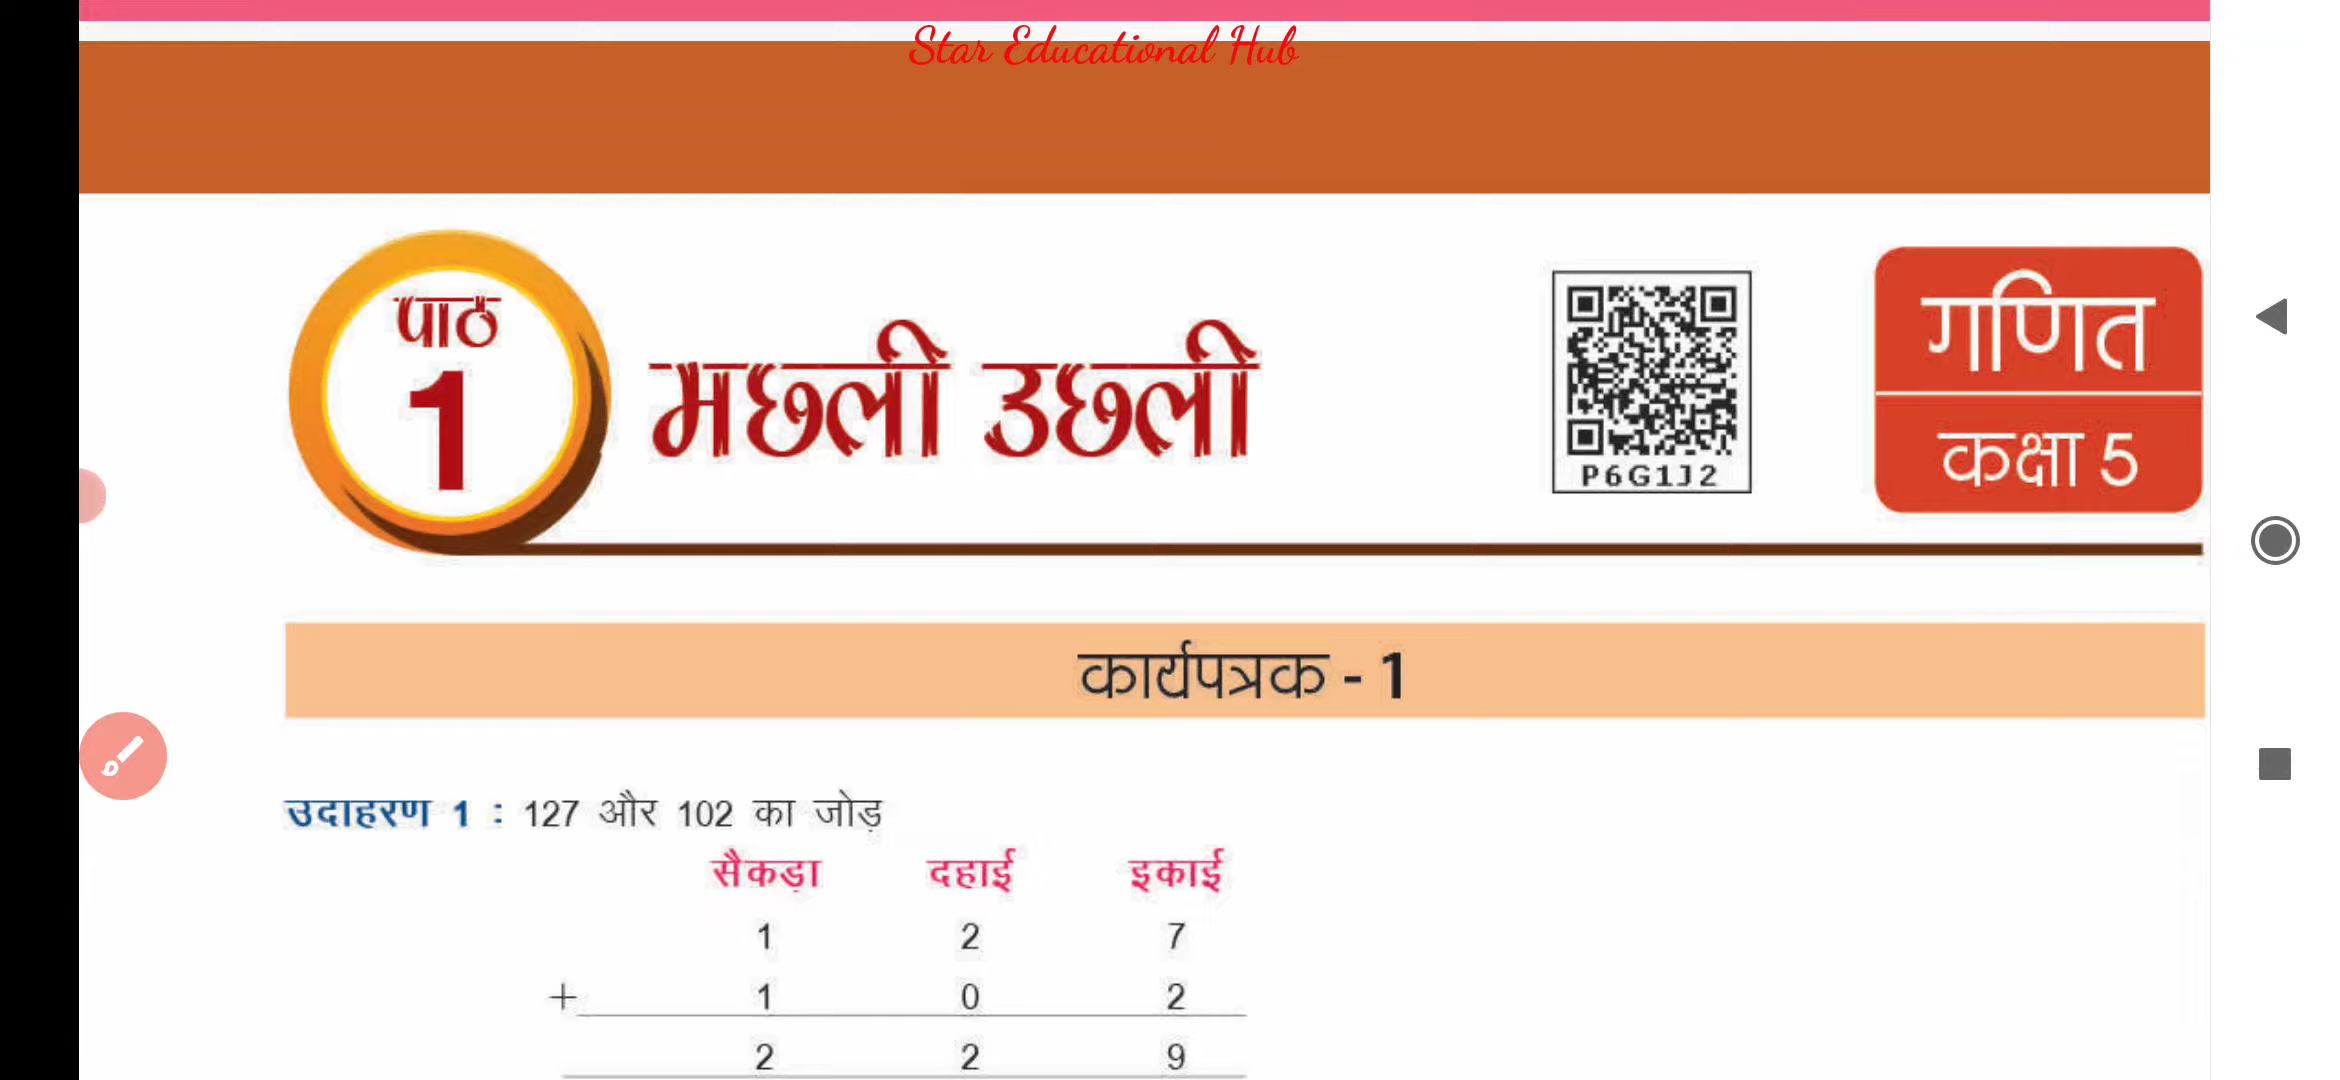 Star Educational Hub
पाठ
1
मछली उछली
P6G1J2
गणित
कक्षा 5
कार्यपत्रक - 1
उदाहरण 1 : 127 और 102 का जोड़
सैकड़ा दहाई इकाई
1 2 7
+ 1 0 2
2 2 9